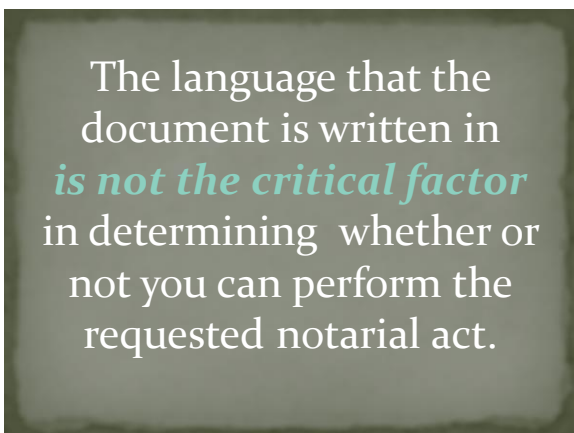 The language that the
document is written in
is not the critical factor
in determining  whether or
not you can perform the
requested notarial act.